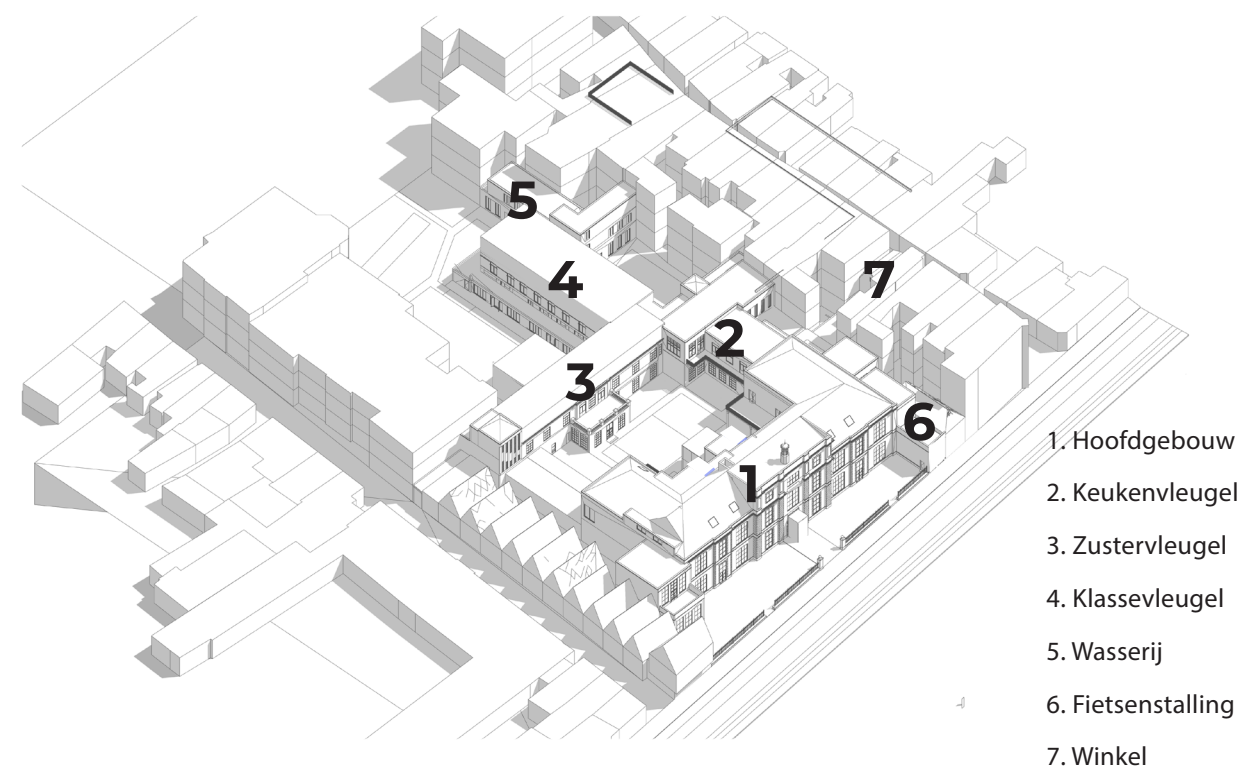 5
4
7
2
3
6
1
1. Hoofdgebouw
2. Keukenvleugel
3. Zustervleugel
4. Klassevleugel
5. Wasserij
6. Fietsenstalling
7. Winkel